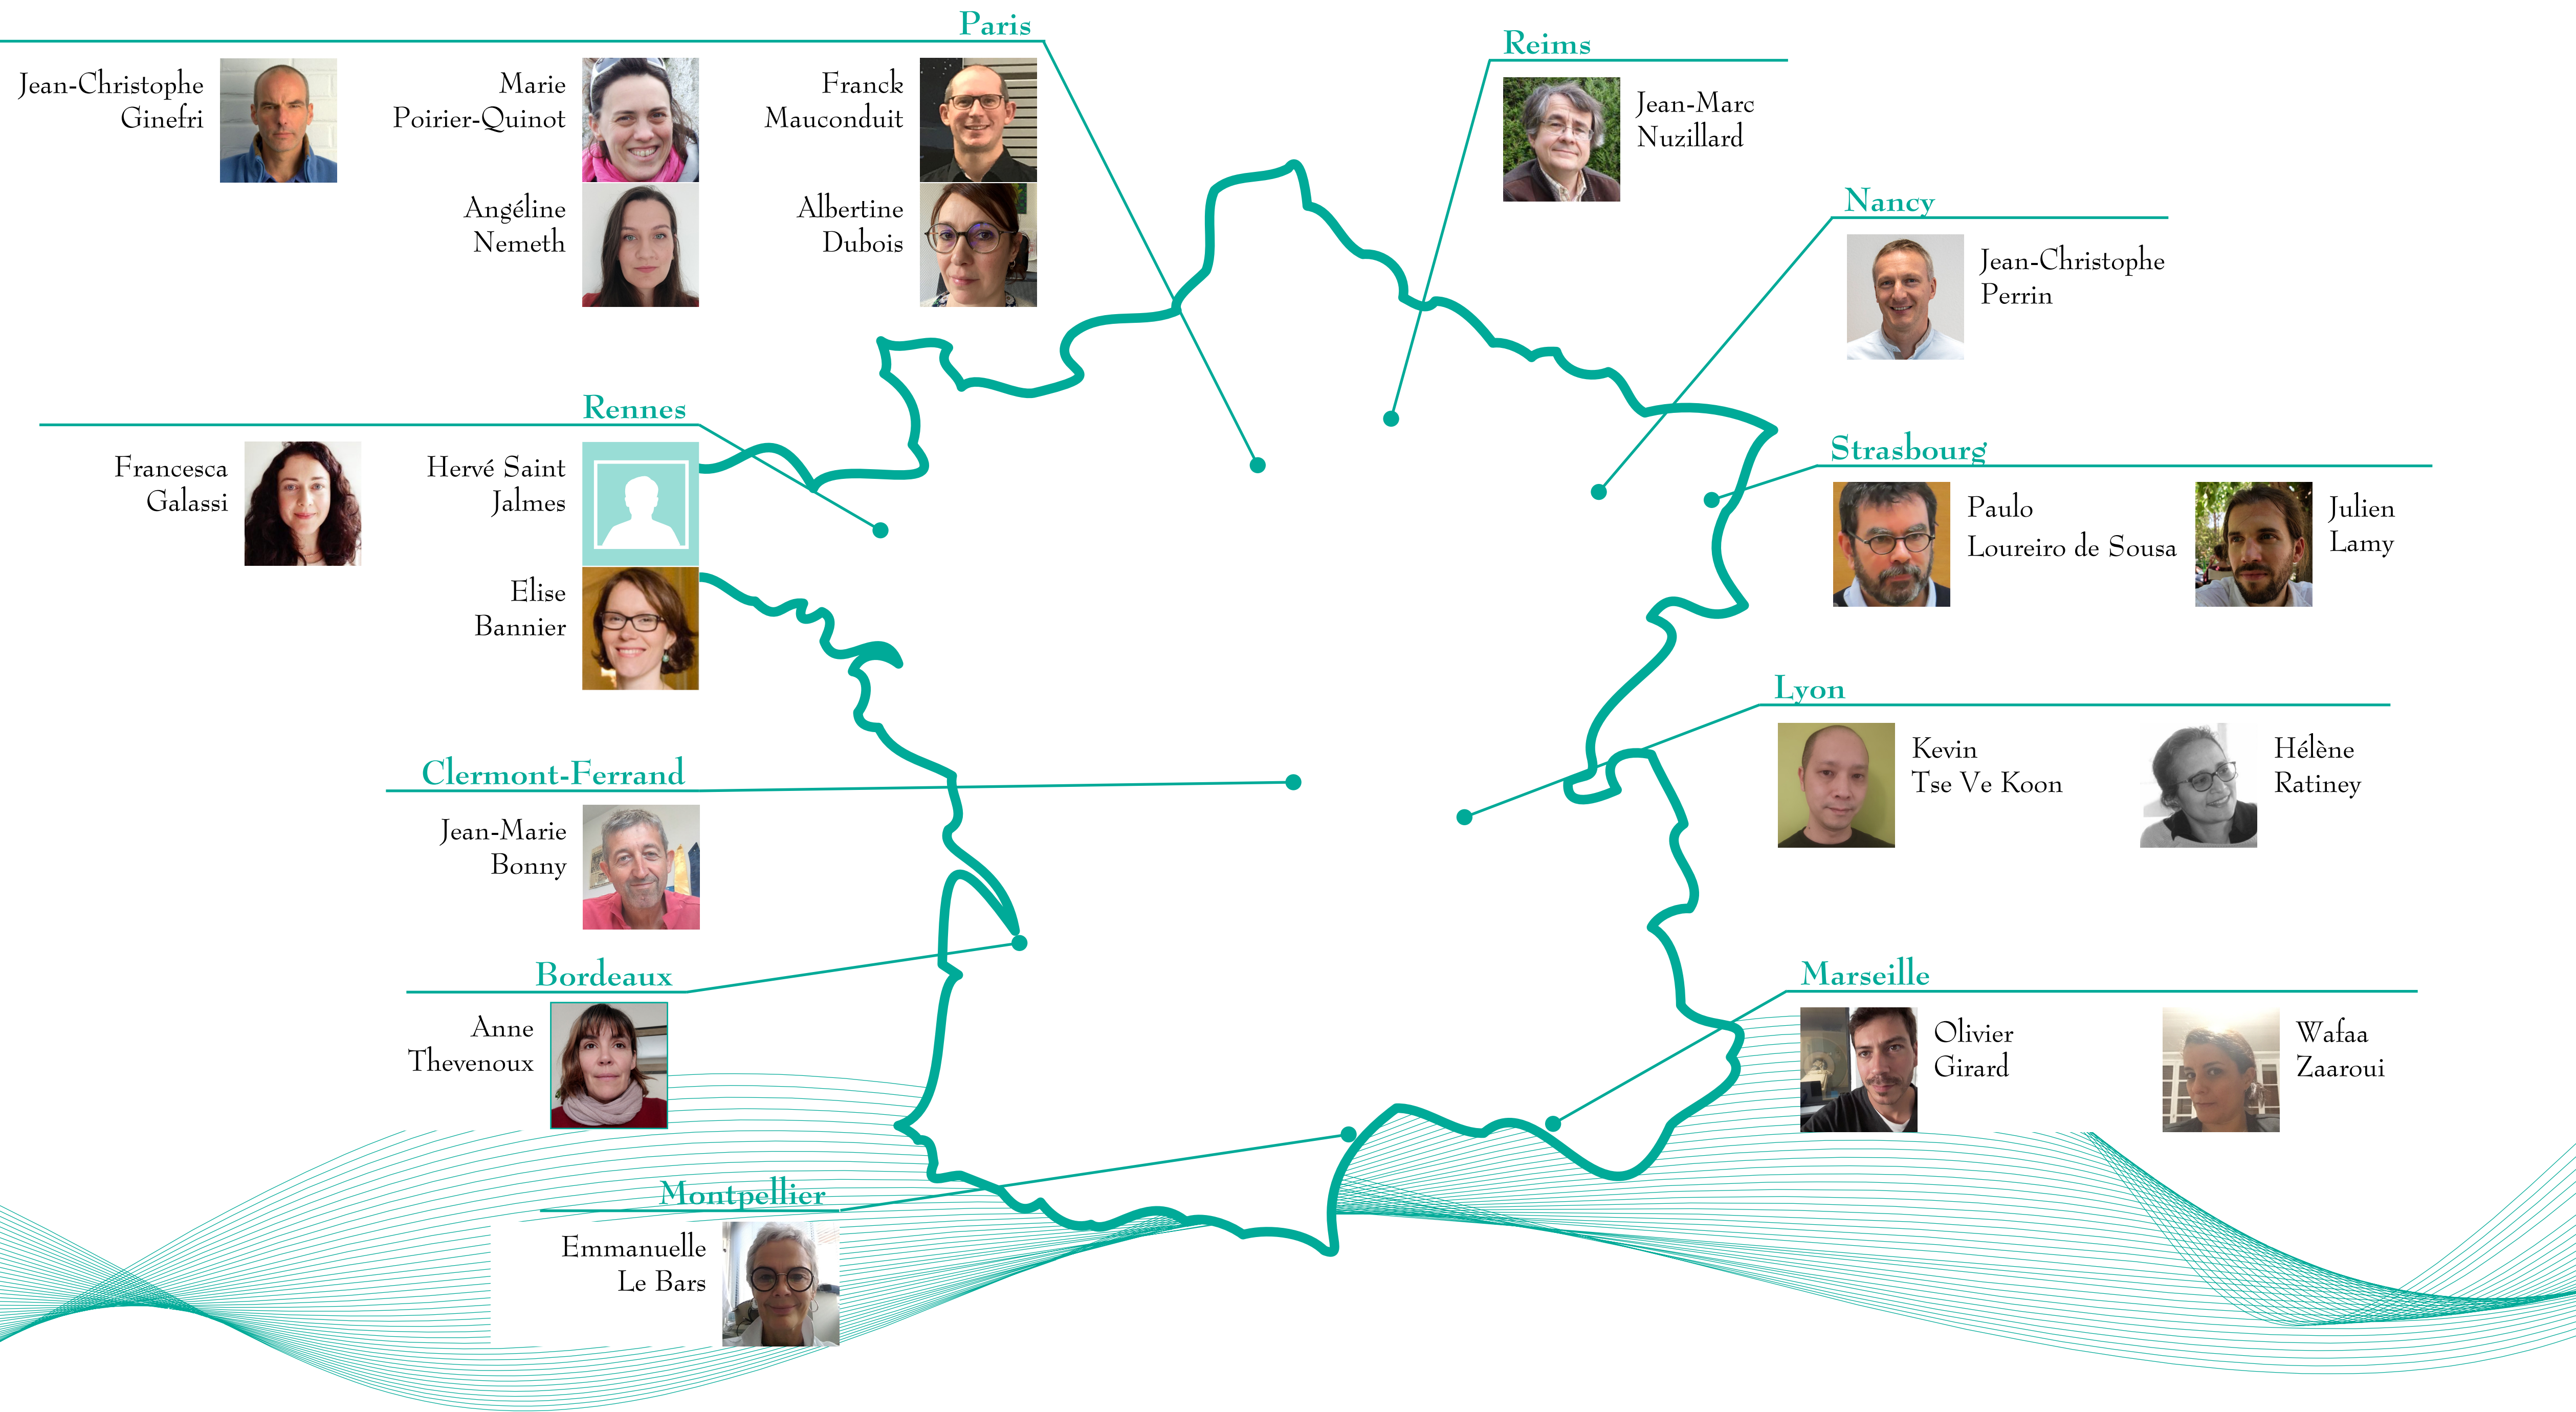 Paris
Jean-Christophe
Ginefri
Marie
Poirier-Quinot
Franck
Mauconduit
Angéline
Nemeth
Albertine
Dubois
Reims
Jean-Marc
Nuzillard
Nancy
Jean-Christophe
Perrin
Rennes
Francesca
Galassi
Hervé Saint
Jalmes
Elise
Bannier
Strasbourg
Paulo
Loureiro de Sousa
Julien
Lamy
Lyon
Kevin
Tse Ve Koon
Hélène
Ratiney
Clermont-Ferrand
Jean-Marie
Bonny
Bordeaux
Anne
Thevenoux
Marseille
Olivier
Girard
Wafaa
Zaaroui
Montpellier
Emmanuelle
Le Bars